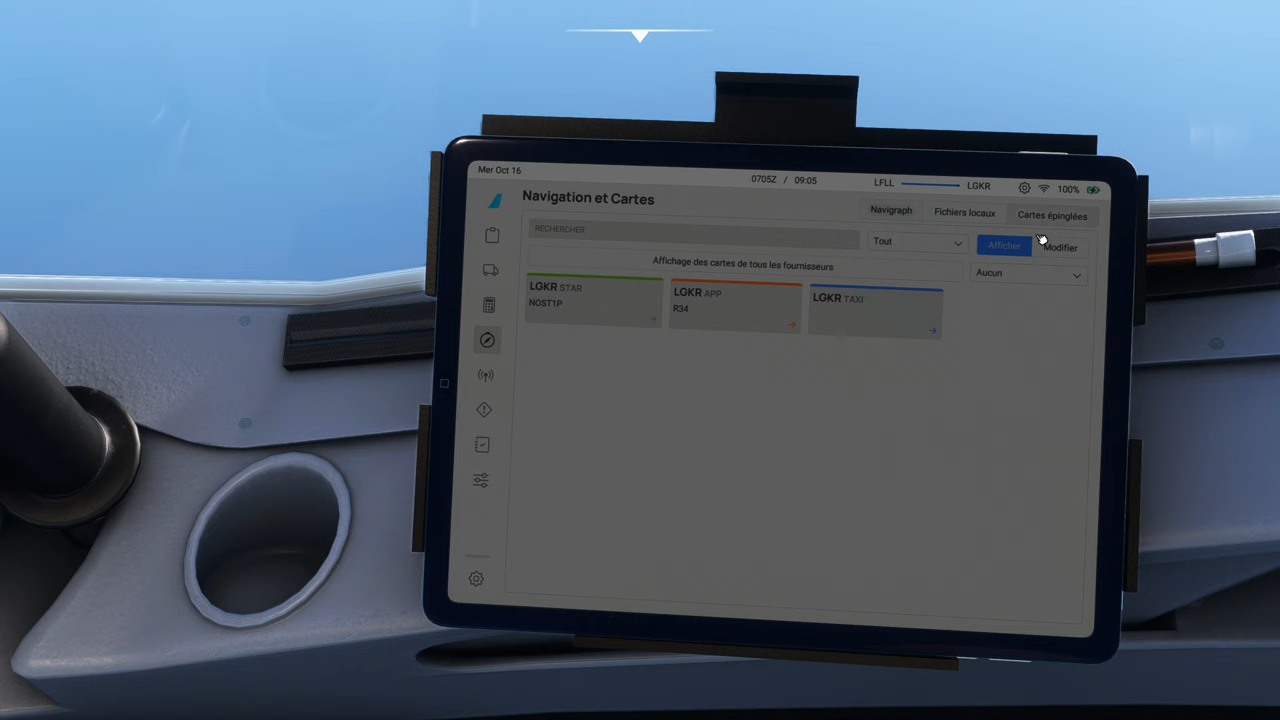 Mer Oct 16
0705Z / 09:05
LFLL LGKR
100%
Navigation et Cartes
Navigraph
Fichiers locaux
Cartes épinglées
RECHERCHER
Tout
Afficher
Modifier
Affichage des cartes de tous les fournisseurs
Aucun
LGKR STAR
NOST1P
LGKR APP
R34
LGKR TAXI